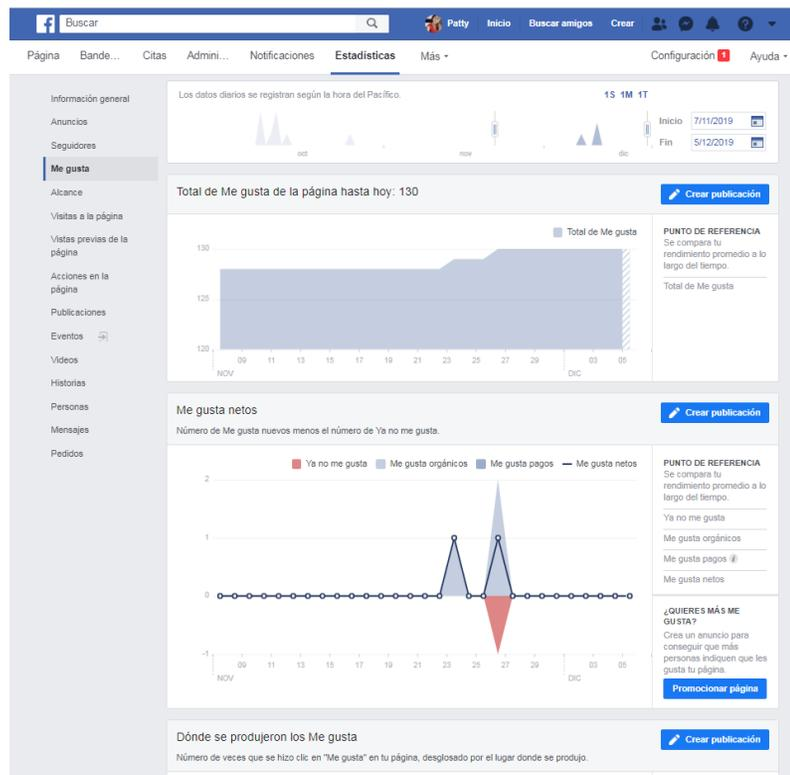 Buscar
Patty Inicio Buscar amigos Crear
Página Bande... Citas Admini... Notificaciones Estadísticas Más Configuración 1 Ayuda
Información general
Anuncios
Seguidores
Me gusta
Alcance
Visitas a la página
Vistas previas de la
página
Acciones en la
página
Publicaciones
Eventos
Videos
Historias
Personas
Mensajes
Pedidos
Los datos diarios se registran según la hora del Pacífico.
1S 1M 1T
Inicio 7/11/2019
Fin 5/12/2019
oct nov dic
Total de Me gusta de la página hasta hoy: 130
Crear publicación
Total de Me gusta
130
125
120
09 11 13 15 17 19 21 23 25 27 29 03 05
NOV DIC
PUNTO DE REFERENCIA
Se compara tu
rendimiento promedio a lo
largo del tiempo.
Total de Me gusta
Me gusta netos
Número de Me gusta nuevos menos el número de Ya no me gusta.
Crear publicación
Ya no me gusta Me gusta orgánicos Me gusta pagos Me gusta netos
2
1
0
-1
09 11 13 15 17 19 21 23 25 27 29 03 05
NOV DIC
PUNTO DE REFERENCIA
Se compara tu
rendimiento promedio a lo
largo del tiempo.
Ya no me gusta
Me gusta orgánicos
Me gusta pagos i
Me gusta netos
¿QUIERES MÁS ME
GUSTA?
Crea un anuncio para
conseguir que más
personas indiquen que les
gusta tu página.
Promocionar página
Dónde se produjeron los Me gusta
Número de veces que se hizo clic en "Me gusta" en tu página, desglosado por el lugar donde se produjo.
Crear publicación